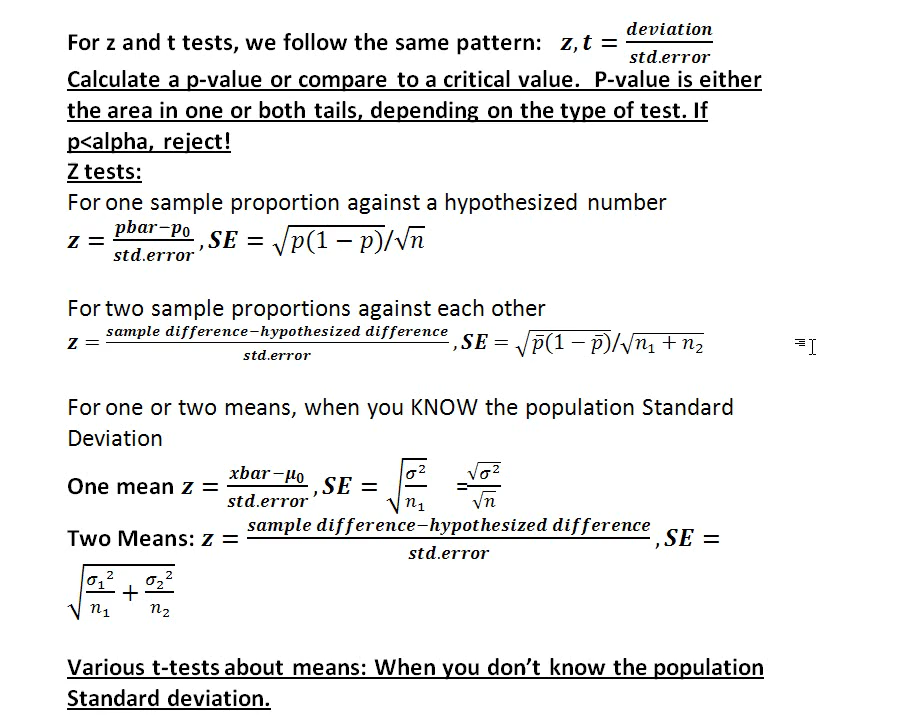 For z and t tests, we follow the same pattern: z, t = deviation/std.error
Calculate a p-value or compare to a critical value. P-value is either
the area in one or both tails, depending on the type of test. If
p<alpha, reject!
Z tests:
For one sample proportion against a hypothesized number
z = (pbar−p₀)/std.error , SE = √(p(1 − p))/√n
For two sample proportions against each other
z = (sample difference−hypothesized difference)/std.error , SE = √(p̄(1 − p̄))/√(n₁ + n₂)
For one or two means, when you KNOW the population Standard
Deviation
One mean z = (xbar−μ₀)/std.error , SE = √(σ²/n₁) =√σ²/√n
Two Means: z = (sample difference−hypothesized difference)/std.error , SE =
√(σ₁²/n₁ + σ₂²/n₂)
Various t-tests about means: When you don’t know the population
Standard deviation.